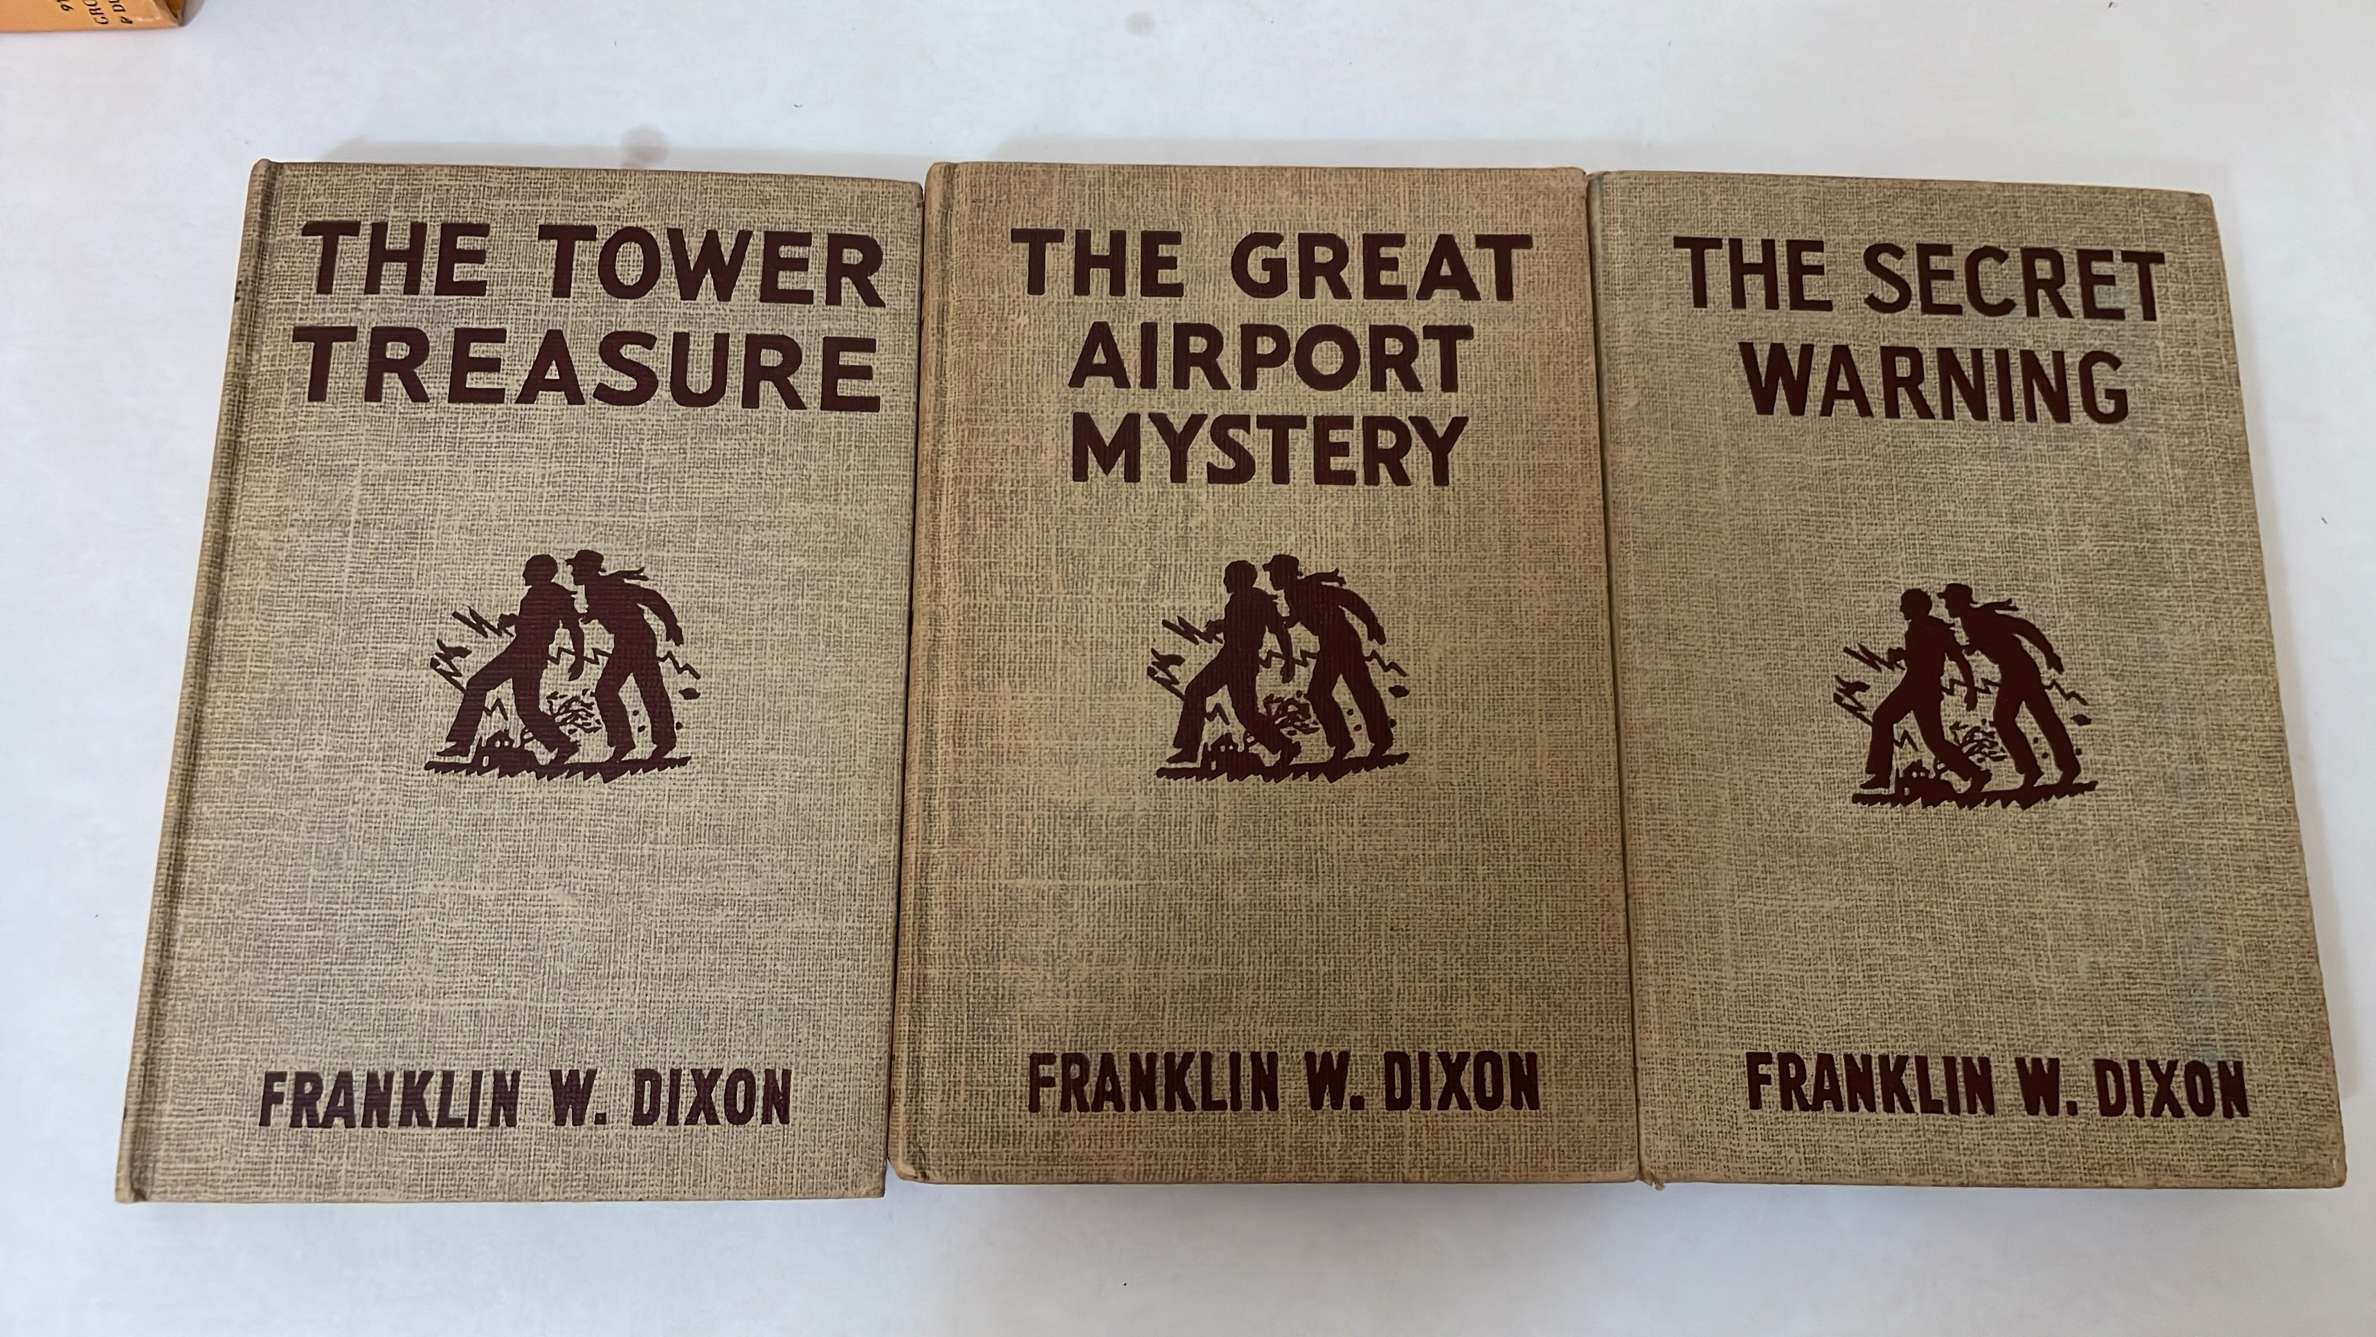 THE TOWER
TREASURE
FRANKLIN W. DIXON
THE GREAT
AIRPORT
MYSTERY
FRANKLIN W. DIXON
THE SECRET
WARNING
FRANKLIN W. DIXON